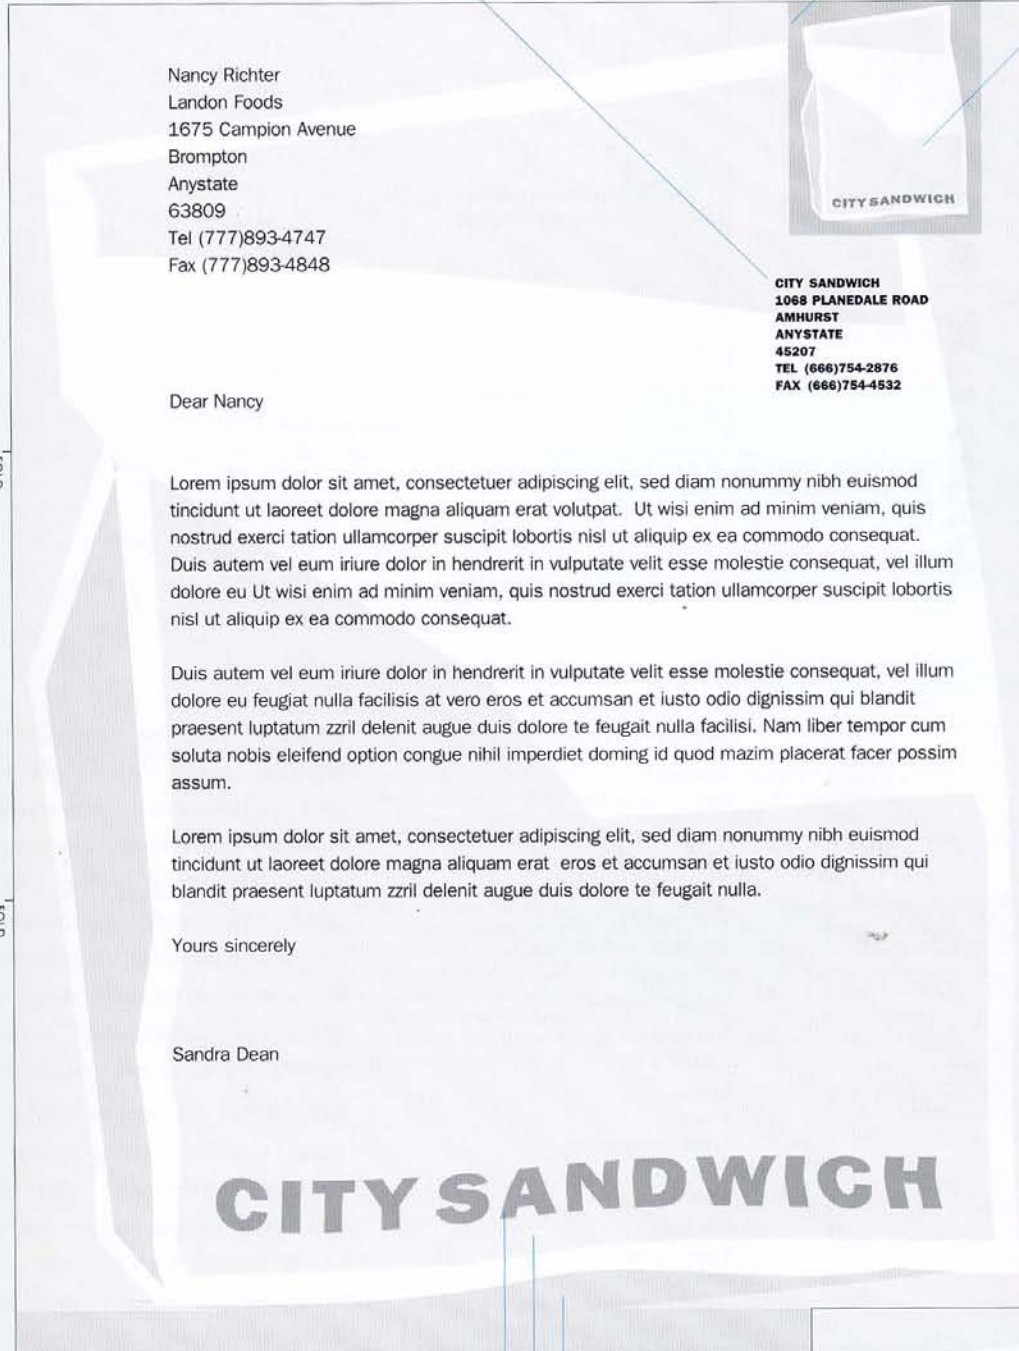 Nancy Richter
Landon Foods
1675 Campion Avenue
Brompton
Anystate
63809
Tel (777)893-4747
Fax (777)893-4848
CITY SANDWICH
CITY SANDWICH
1068 PLANEDALE ROAD
AMHURST
ANYSTATE
45207
TEL (666)754-2876
FAX (666)754-4532
Dear Nancy
Lorem ipsum dolor sit amet, consectetuer adipiscing elit, sed diam nonummy nibh euismod
tincidunt ut laoreet dolore magna aliquam erat volutpat.  Ut wisi enim ad minim veniam, quis
nostrud exerci tation ullamcorper suscipit lobortis nisl ut aliquip ex ea commodo consequat.
Duis autem vel eum iriure dolor in hendrerit in vulputate velit esse molestie consequat, vel illum
dolore eu Ut wisi enim ad minim veniam, quis nostrud exerci tation ullamcorper suscipit lobortis
nisl ut aliquip ex ea commodo consequat.
Duis autem vel eum iriure dolor in hendrerit in vulputate velit esse molestie consequat, vel illum
dolore eu feugiat nulla facilisis at vero eros et accumsan et iusto odio dignissim qui blandit
praesent luptatum zzril delenit augue duis dolore te feugait nulla facilisi. Nam liber tempor cum
soluta nobis eleifend option congue nihil imperdiet doming id quod mazim placerat facer possim
assum.
Lorem ipsum dolor sit amet, consectetuer adipiscing elit, sed diam nonummy nibh euismod
tincidunt ut laoreet dolore magna aliquam erat  eros et accumsan et iusto odio dignissim qui
blandit praesent luptatum zzril delenit augue duis dolore te feugait nulla.
Yours sincerely
Sandra Dean
CITY SANDWICH